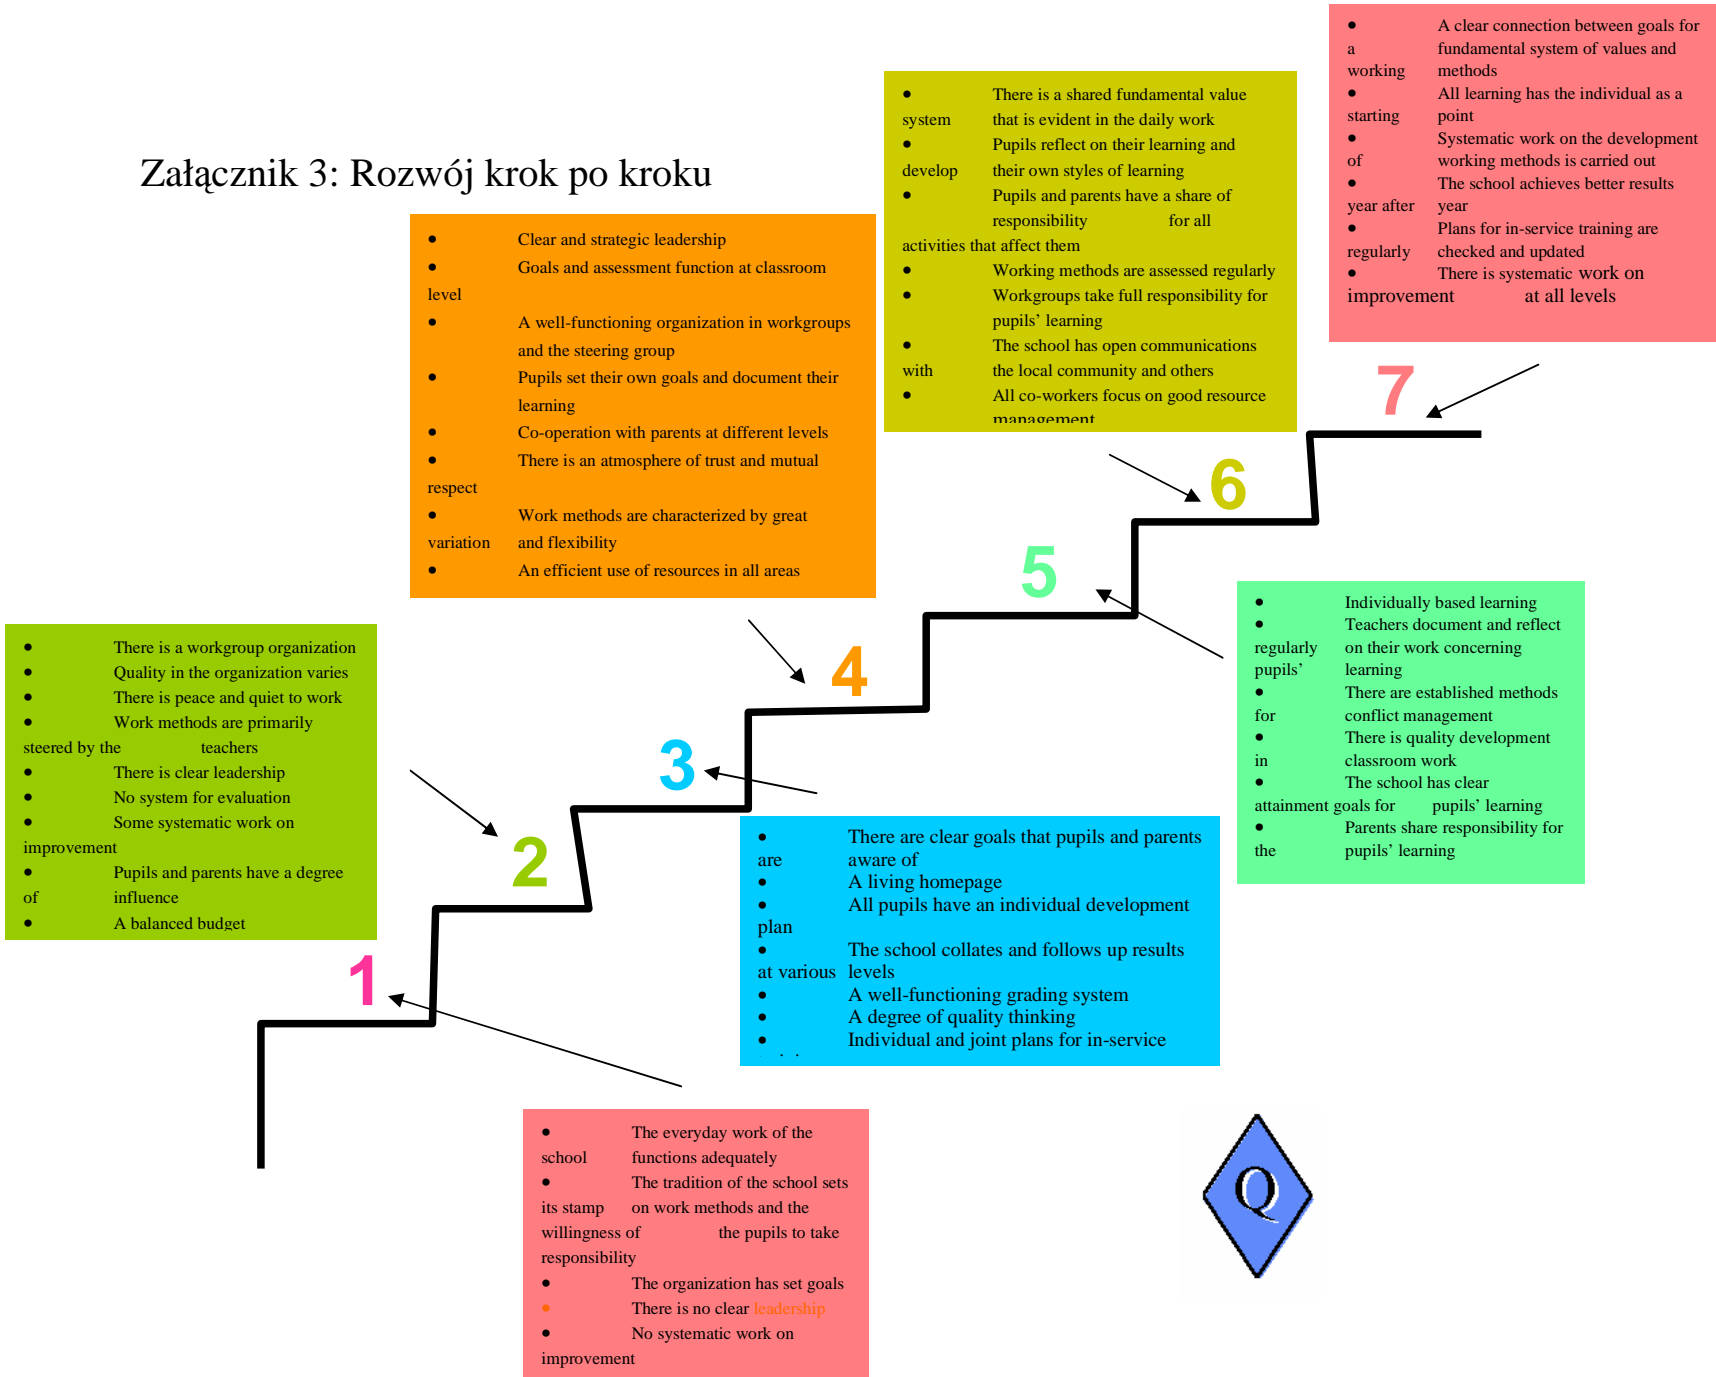 Załącznik 3: Rozwój krok po kroku
• A clear connection between goals for
a fundamental system of values and
working methods
• All learning has the individual as a
starting point
• Systematic work on the development
of working methods is carried out
• The school achieves better results
year after year
• Plans for in-service training are
regularly checked and updated
• There is systematic work on
improvement at all levels
7
• There is a shared fundamental value
system that is evident in the daily work
• Pupils reflect on their learning and
develop their own styles of learning
• Pupils and parents have a share of
responsibility for all
activities that affect them
• Working methods are assessed regularly
• Workgroups take full responsibility for
pupils’ learning
• The school has open communications
with the local community and others
• All co-workers focus on good resource
management
6
• Clear and strategic leadership
• Goals and assessment function at classroom
level
• A well-functioning organization in workgroups
and the steering group
• Pupils set their own goals and document their
learning
• Co-operation with parents at different levels
• There is an atmosphere of trust and mutual
respect
• Work methods are characterized by great
variation and flexibility
• An efficient use of resources in all areas
4
5
• Individually based learning
• Teachers document and reflect
regularly on their work concerning
pupils’ learning
• There are established methods
for conflict management
• There is quality development
in classroom work
• The school has clear
attainment goals for pupils’ learning
• Parents share responsibility for
the pupils’ learning
• There is a workgroup organization
• Quality in the organization varies
• There is peace and quiet to work
• Work methods are primarily
steered by the teachers
• There is clear leadership
• No system for evaluation
• Some systematic work on
improvement
• Pupils and parents have a degree
of influence
• A balanced budget
2
3
• There are clear goals that pupils and parents
are aware of
• A living homepage
• All pupils have an individual development
plan
• The school collates and follows up results
at various levels
• A well-functioning grading system
• A degree of quality thinking
• Individual and joint plans for in-service
1
• The everyday work of the
school functions adequately
• The tradition of the school sets
its stamp on work methods and the
willingness of the pupils to take
responsibility
• The organization has set goals
• There is no clear leadership
• No systematic work on
improvement
Q